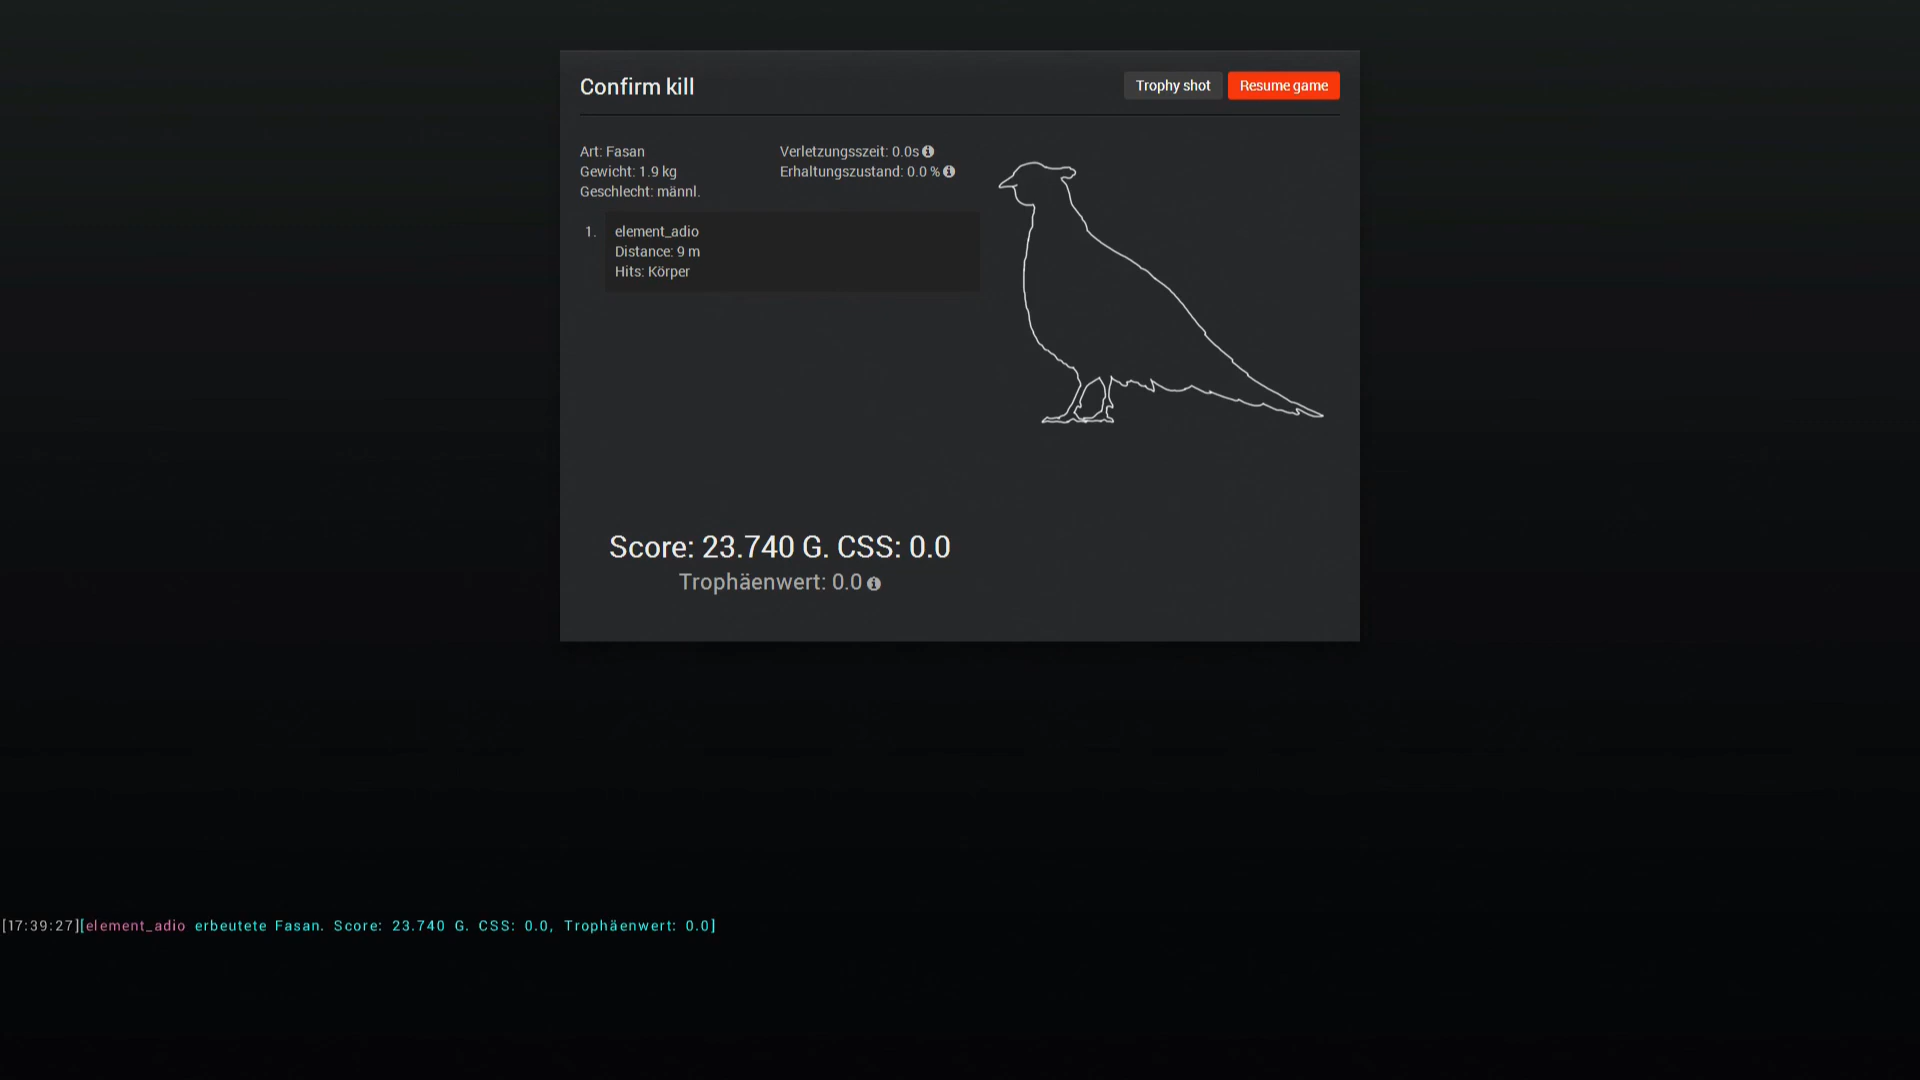 Confirm kill
Trophy shot
Resume game
Art: Fasan
Gewicht: 1.9 kg
Geschlecht: männl.
Verletzungsszeit: 0.0s
Erhaltungszustand: 0.0 %
1.
element_adio
Distance: 9 m
Hits: Körper
Score: 23.740 G. CSS: 0.0
Trophäenwert: 0.0
[17:39:27][element_adio erbeutete Fasan. Score: 23.740 G. CSS: 0.0, Trophäenwert: 0.0]